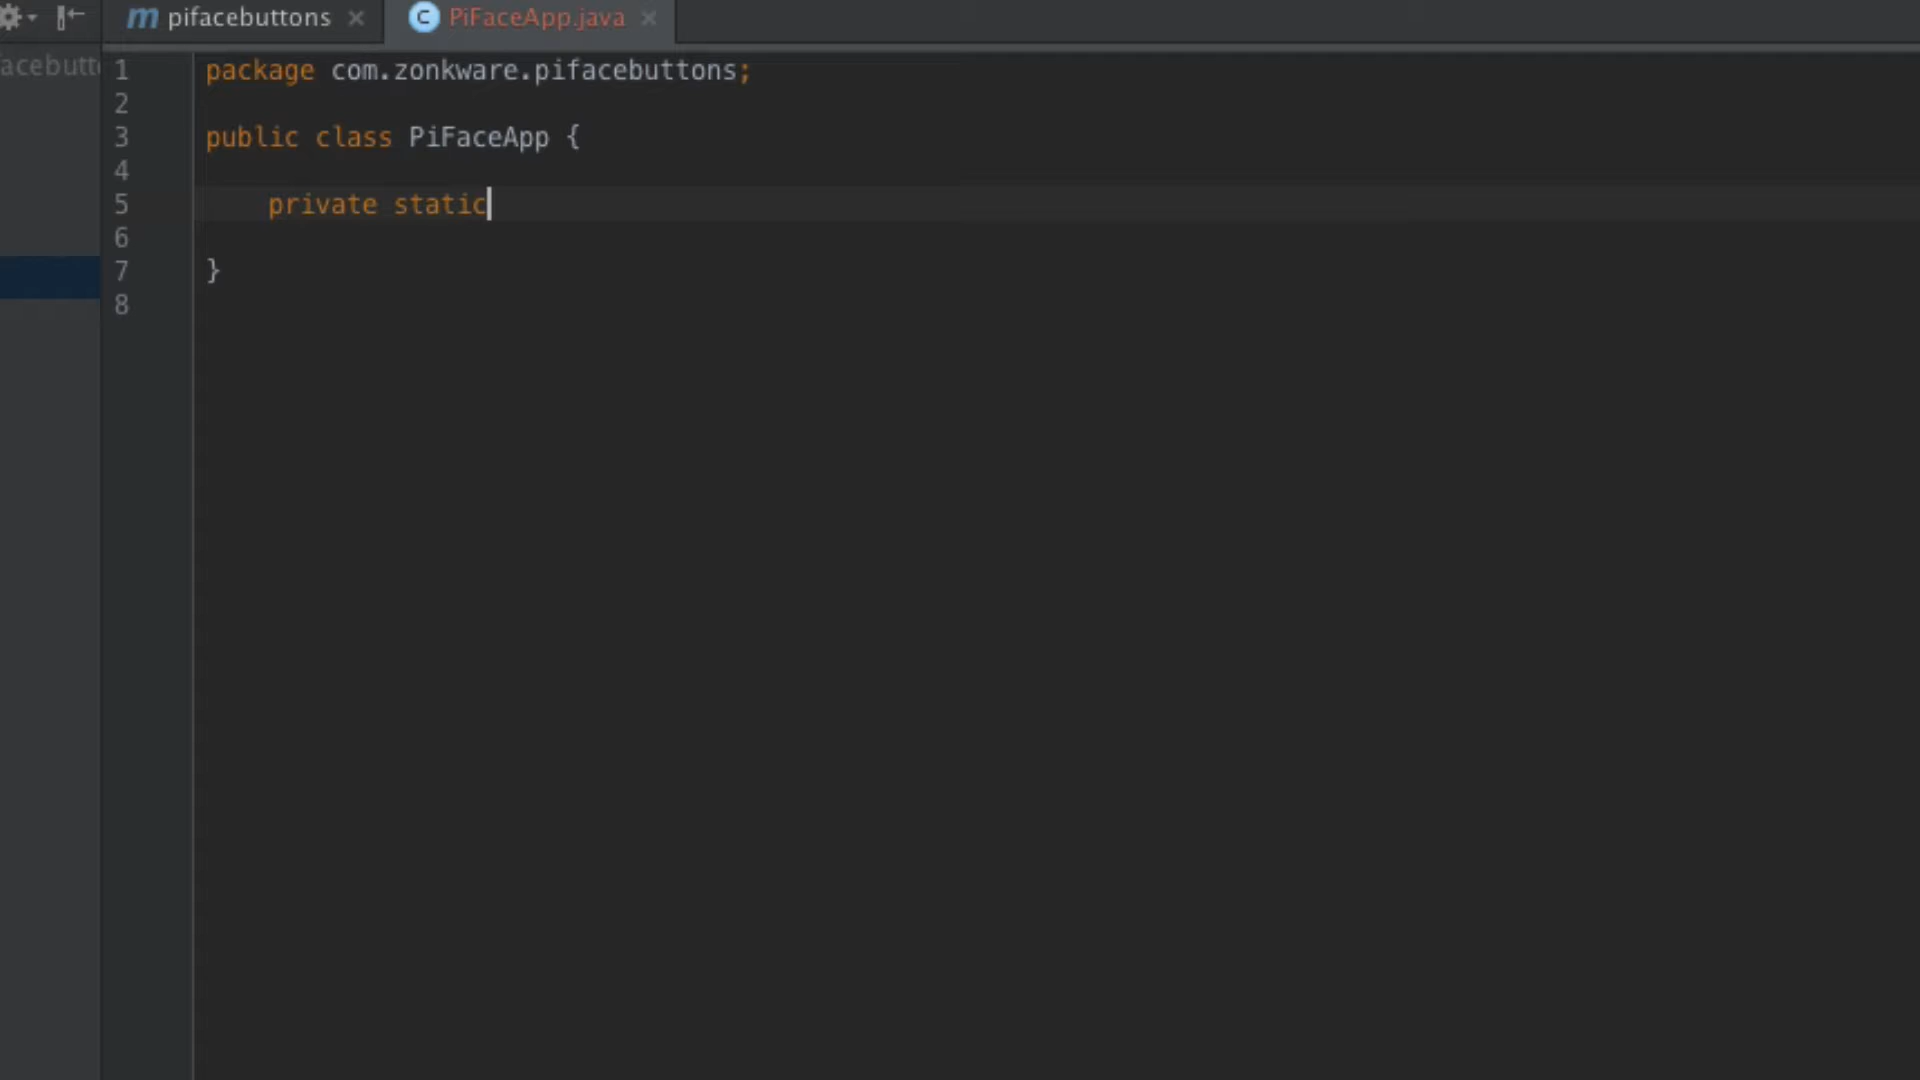 m pifacebuttons × C PiFaceApp.java ×
acebutt
1 package com.zonkware.pifacebuttons;
2
3 public class PiFaceApp {
4
5 private static
6
7 }
8